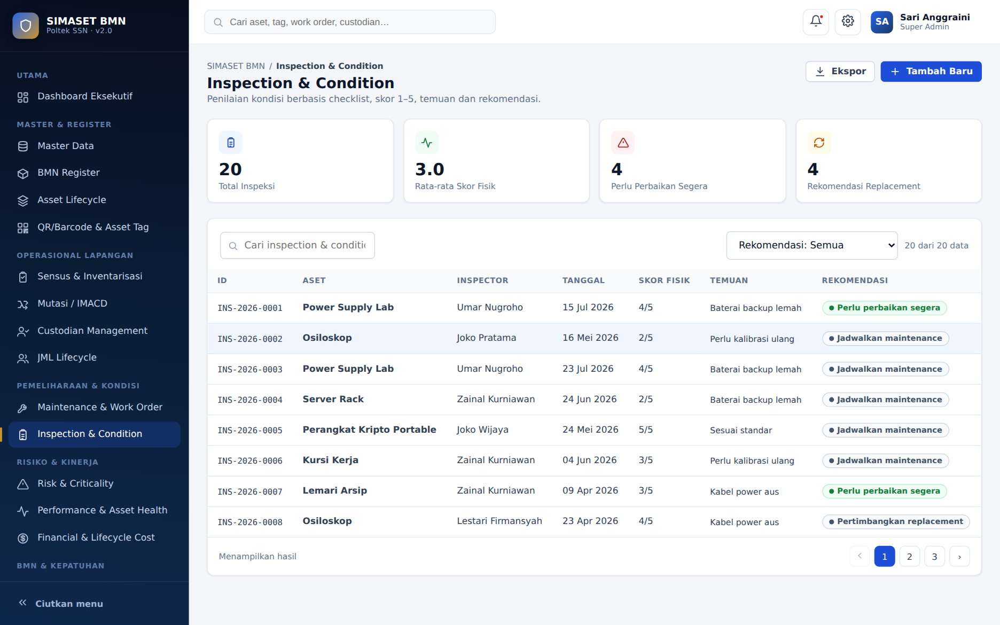 SIMASET BMN
Poltek SSN · v2.0
UTAMA
Dashboard Eksekutif
MASTER & REGISTER
Master Data
BMN Register
Asset Lifecycle
QR/Barcode & Asset Tag
OPERASIONAL LAPANGAN
Sensus & Inventarisasi
Mutasi / IMACD
Custodian Management
JML Lifecycle
PEMELIHARAAN & KONDISI
Maintenance & Work Order
Inspection & Condition
RISIKO & KINERJA
Risk & Criticality
Performance & Asset Health
Financial & Lifecycle Cost
BMN & KEPATUHAN
Ciutkan menu
Cari aset, tag, work order, custodian…
SA
Sari Anggraini
Super Admin
SIMASET BMN / Inspection & Condition
Inspection & Condition
Penilaian kondisi berbasis checklist, skor 1–5, temuan dan rekomendasi.
Ekspor
Tambah Baru
20
Total Inspeksi
3.0
Rata-rata Skor Fisik
4
Perlu Perbaikan Segera
4
Rekomendasi Replacement
Cari inspection & conditic
Rekomendasi: Semua
20 dari 20 data
ID ASET INSPECTOR TANGGAL SKOR FISIK TEMUAN REKOMENDASI
INS-2026-0001 Power Supply Lab Umar Nugroho 15 Jul 2026 4/5 Baterai backup lemah Perlu perbaikan segera
INS-2026-0002 Osiloskop Joko Pratama 16 Mei 2026 2/5 Perlu kalibrasi ulang Jadwalkan maintenance
INS-2026-0003 Power Supply Lab Umar Nugroho 23 Jul 2026 4/5 Baterai backup lemah Jadwalkan maintenance
INS-2026-0004 Server Rack Zainal Kurniawan 24 Jun 2026 2/5 Baterai backup lemah Jadwalkan maintenance
INS-2026-0005 Perangkat Kripto Portable Joko Wijaya 24 Mei 2026 5/5 Sesuai standar Jadwalkan maintenance
INS-2026-0006 Kursi Kerja Zainal Kurniawan 04 Jun 2026 3/5 Perlu kalibrasi ulang Jadwalkan maintenance
INS-2026-0007 Lemari Arsip Zainal Kurniawan 09 Apr 2026 3/5 Kabel power aus Perlu perbaikan segera
INS-2026-0008 Osiloskop Lestari Firmansyah 23 Apr 2026 4/5 Kabel power aus Pertimbangkan replacement
Menampilkan hasil
‹ 1 2 3 ›